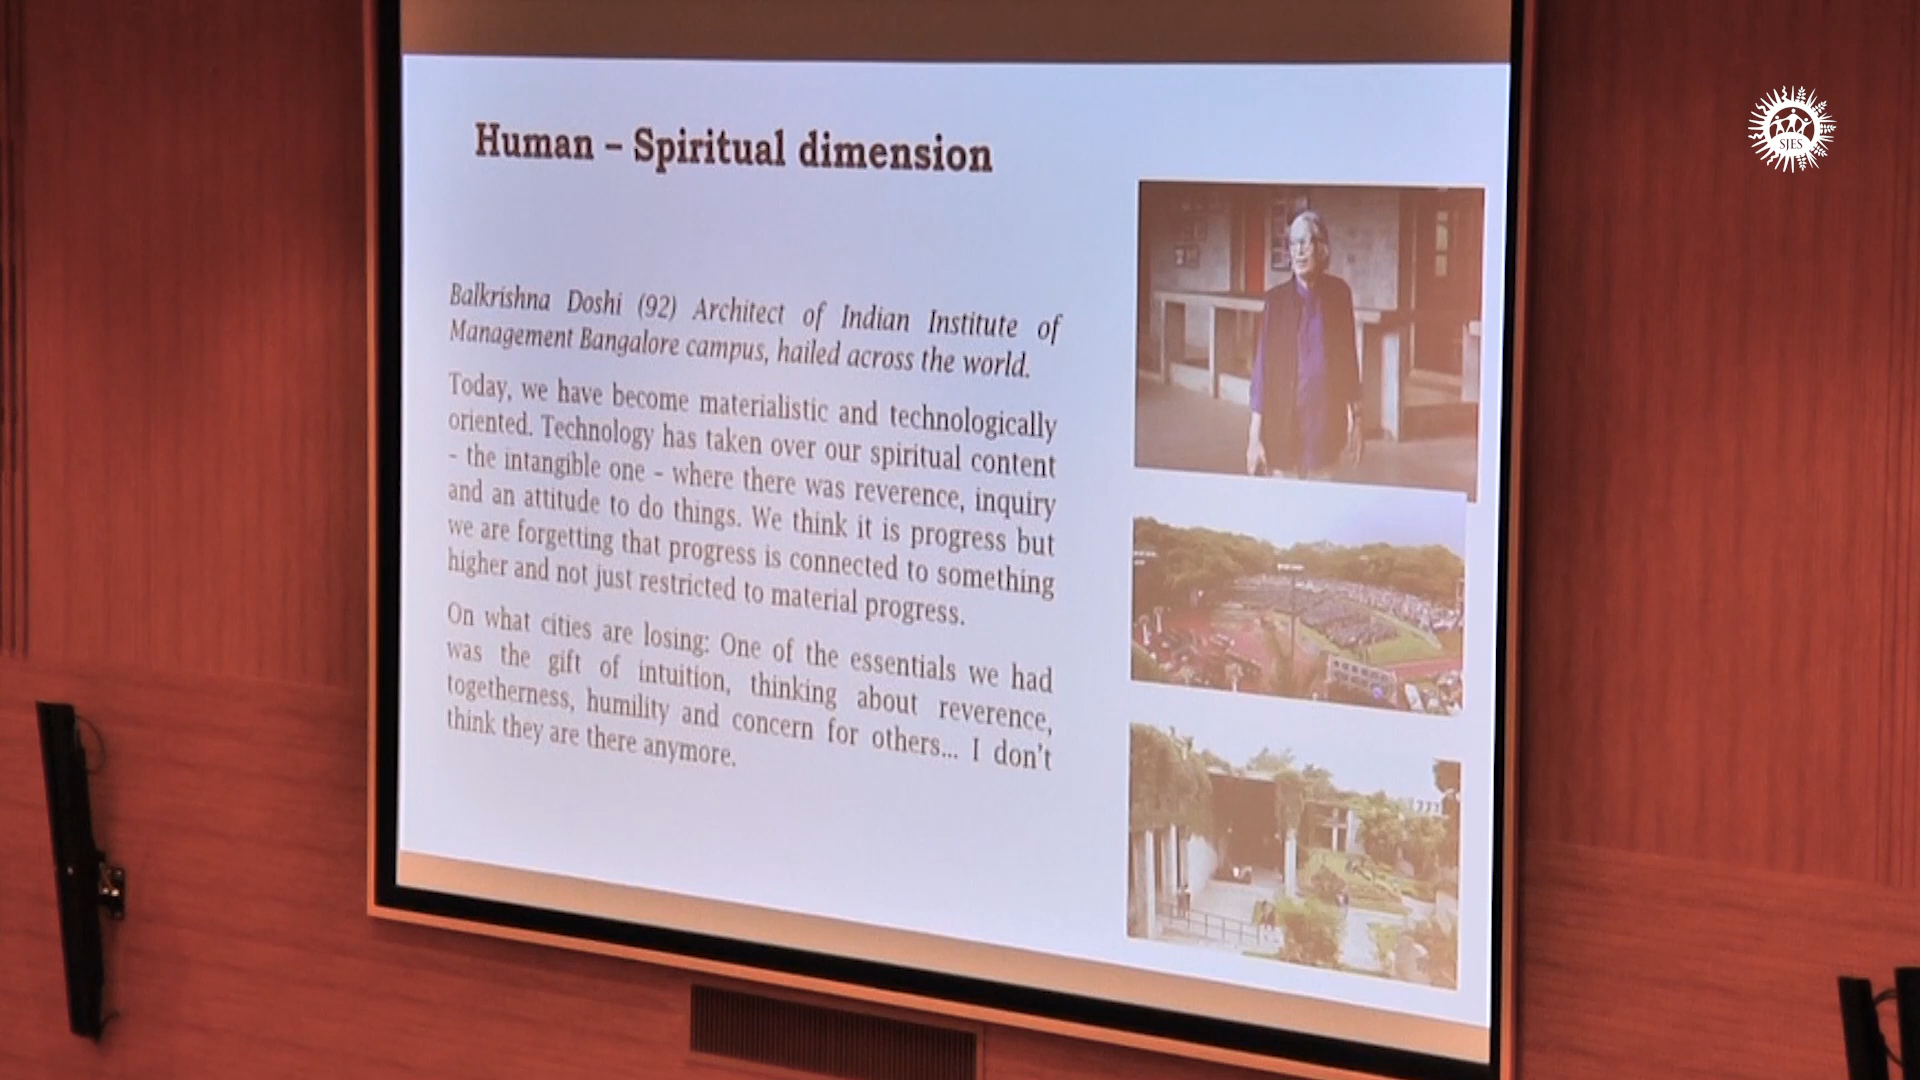 Human – Spiritual dimension
SJES
Balkrishna Doshi (92) Architect of Indian Institute of
Management Bangalore campus, hailed across the world.
Today, we have become materialistic and technologically
oriented. Technology has taken over our spiritual content
– the intangible one – where there was reverence, inquiry
and an attitude to do things. We think it is progress but
we are forgetting that progress is connected to something
higher and not just restricted to material progress.
On what cities are losing: One of the essentials we had
was the gift of intuition, thinking about reverence,
togetherness, humility and concern for others... I don't
think they are there anymore.